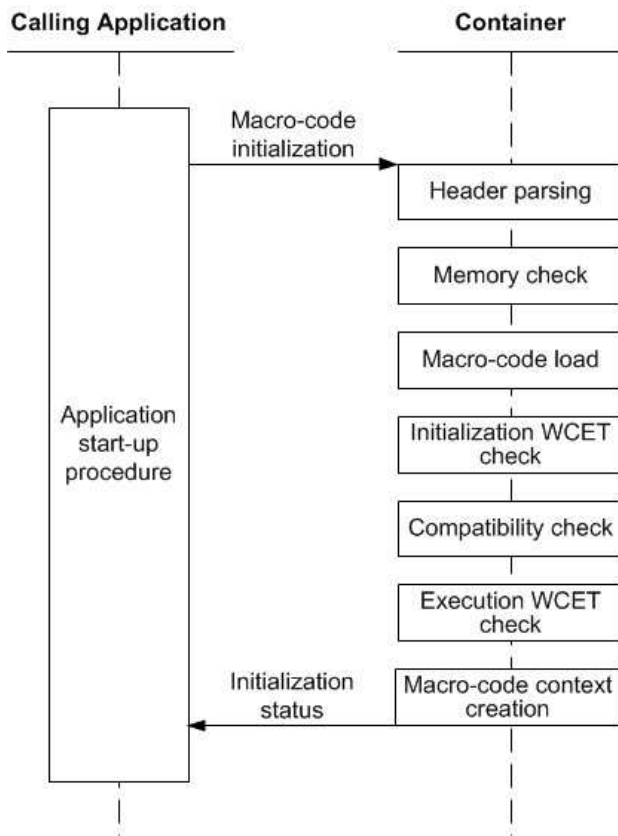 Calling Application
Container
Macro-code
initialization
Header parsing
Memory check
Macro-code load
Application
start-up
procedure
Initialization WCET
check
Compatibility check
Execution WCET
check
Initialization
status
Macro-code context
creation